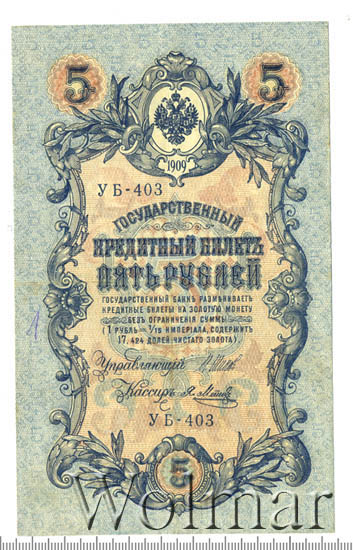 5 5
1909
УБ-403
ГОСУДАРСТВЕННЫЙ
КРЕДИТНЫЙ БИЛЕТЪ
ПЯТЬ РУБЛЕЙ
ГОСУДАРСТВЕННЫЙ БАНКЪ РАЗМѢНИВАЕТЪ
КРЕДИТНЫЕ БИЛЕТЫ НА ЗОЛОТУЮ МОНЕТУ
БЕЗЪ ОГРАНИЧЕНІЯ СУММЫ
(1 РУБЛЬ = 1/15 ИМПЕРІАЛА, СОДЕРЖИТЪ
17,424 ДОЛЕЙ ЧИСТАГО ЗОЛОТА)
Управляющій
Кассиръ
УБ-403
5
Wolmar